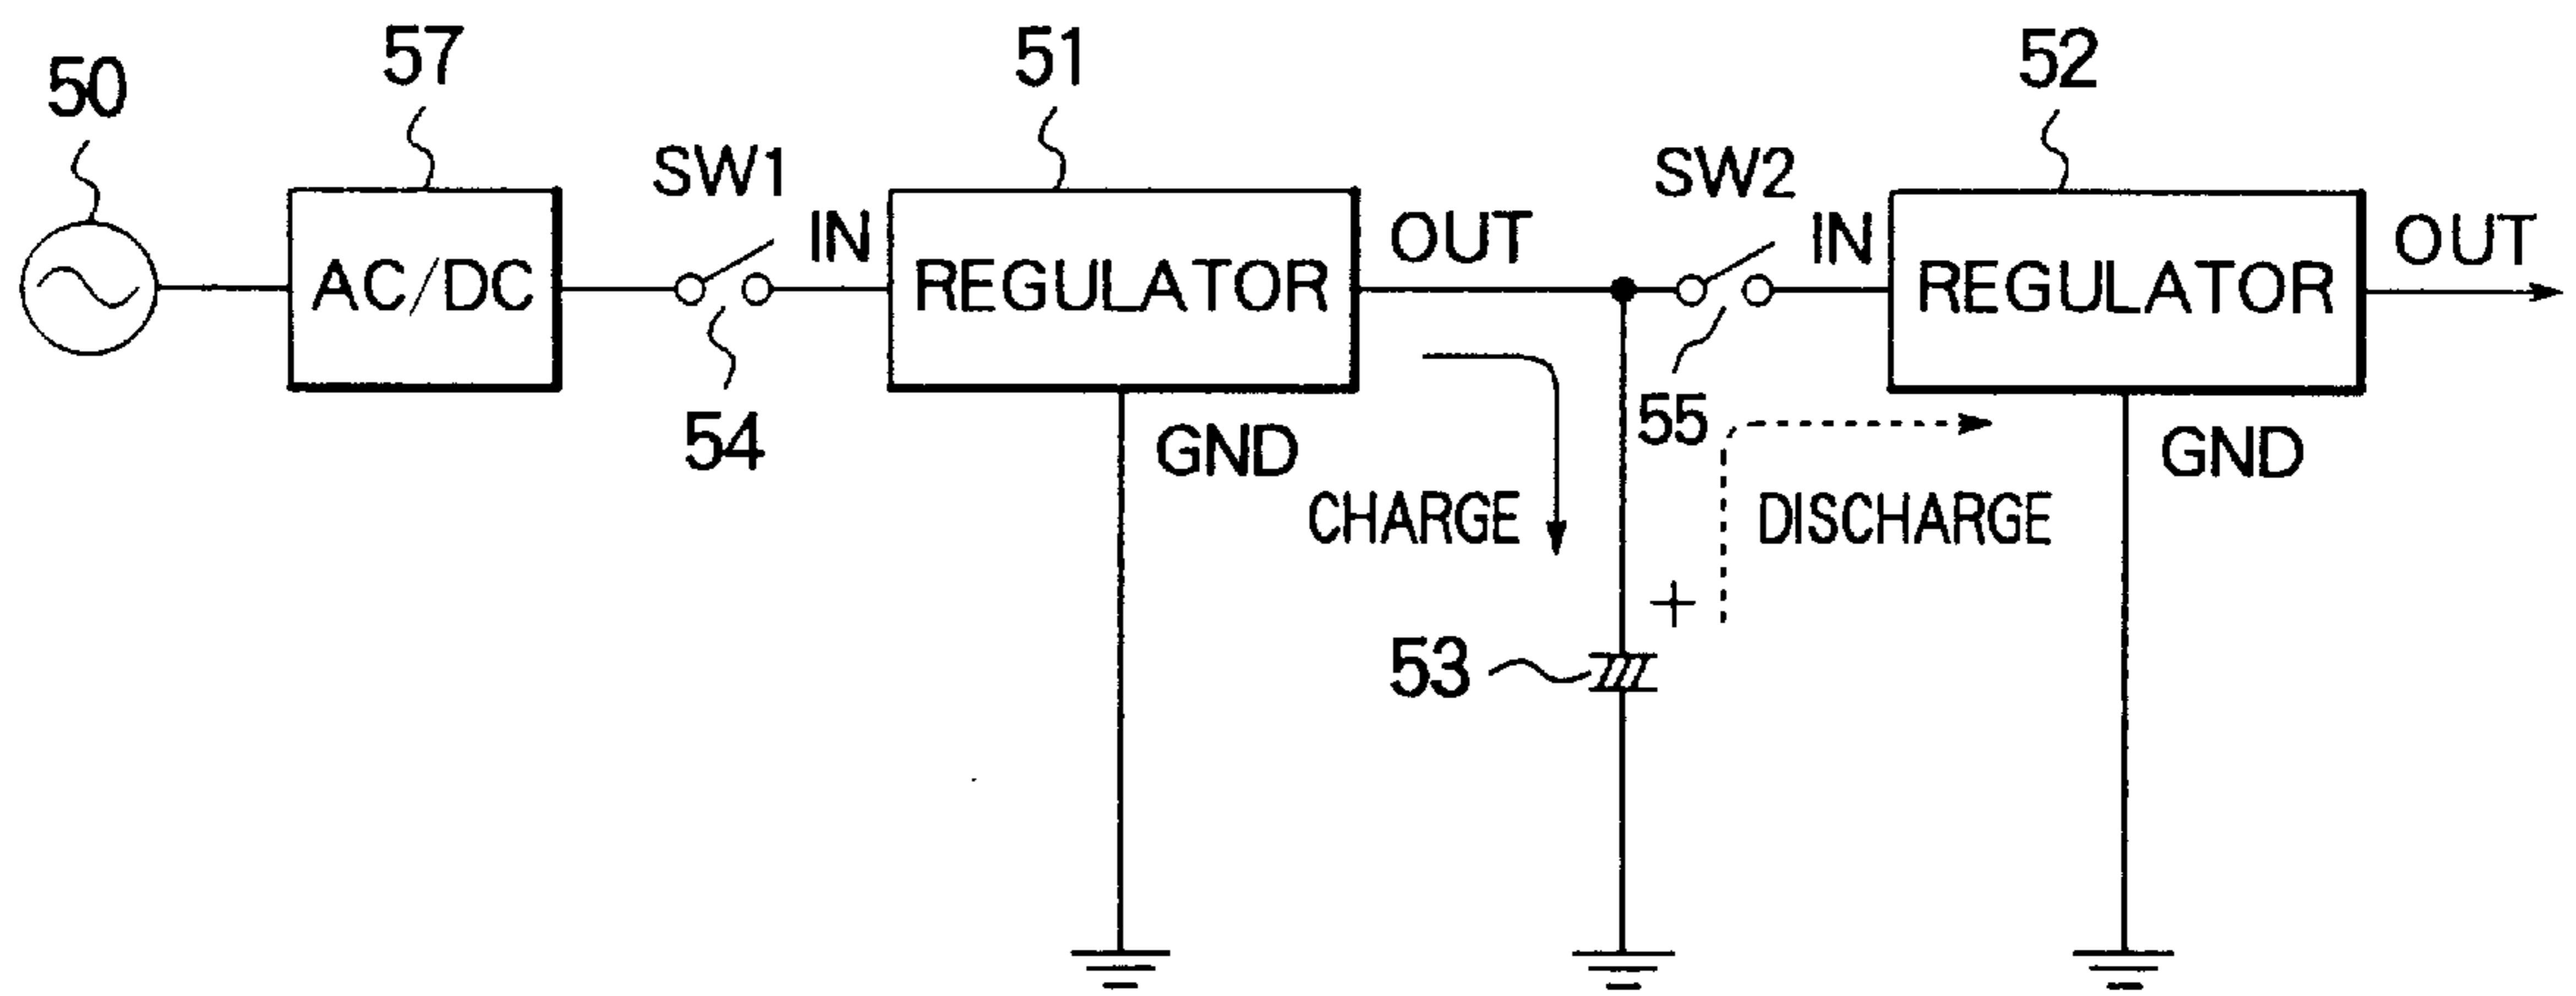 50
57
51
52
SW1
SW2
IN
OUT
IN
OUT
AC/DC
REGULATOR
REGULATOR
54
GND
55
GND
CHARGE
DISCHARGE
+
53